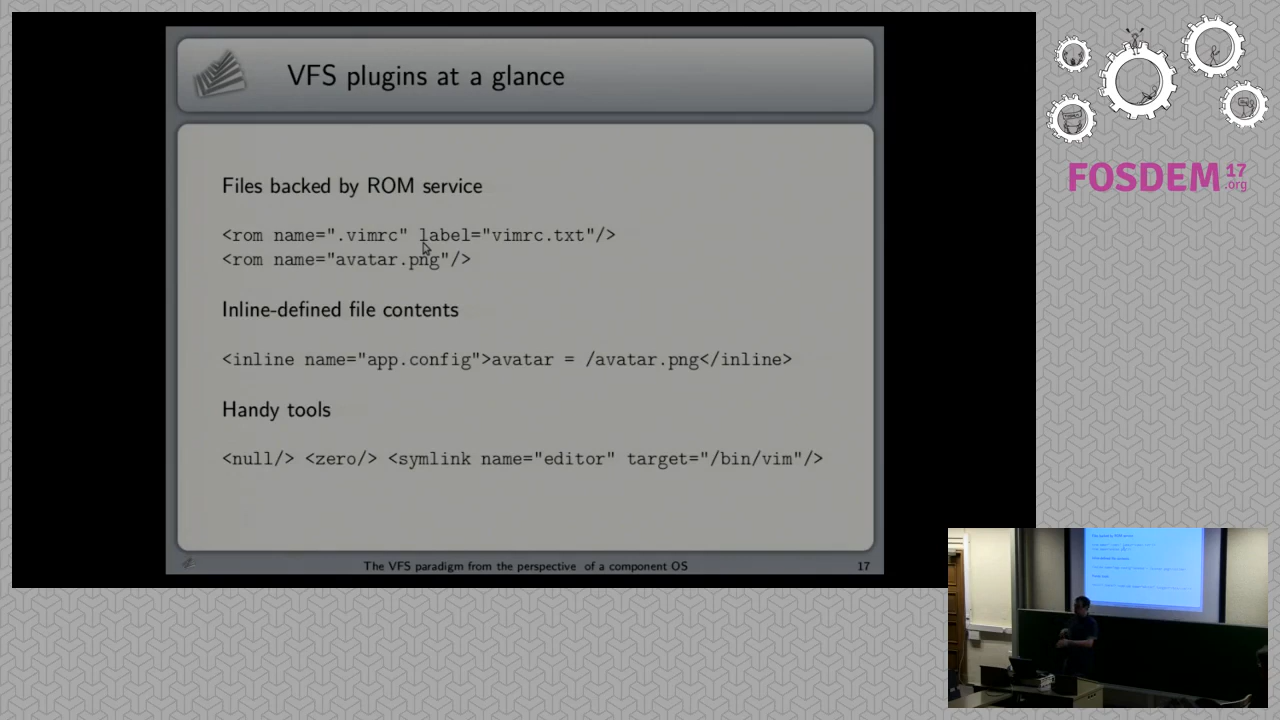 VFS plugins at a glance
Files backed by ROM service
<rom name=".vimrc" label="vimrc.txt"/>
<rom name="avatar.png"/>
Inline-defined file contents
<inline name="app.config">avatar = /avatar.png</inline>
Handy tools
<null/> <zero/> <symlink name="editor" target="/bin/vim"/>
The VFS paradigm from the perspective of a component OS
17
FOSDEM 17
.org